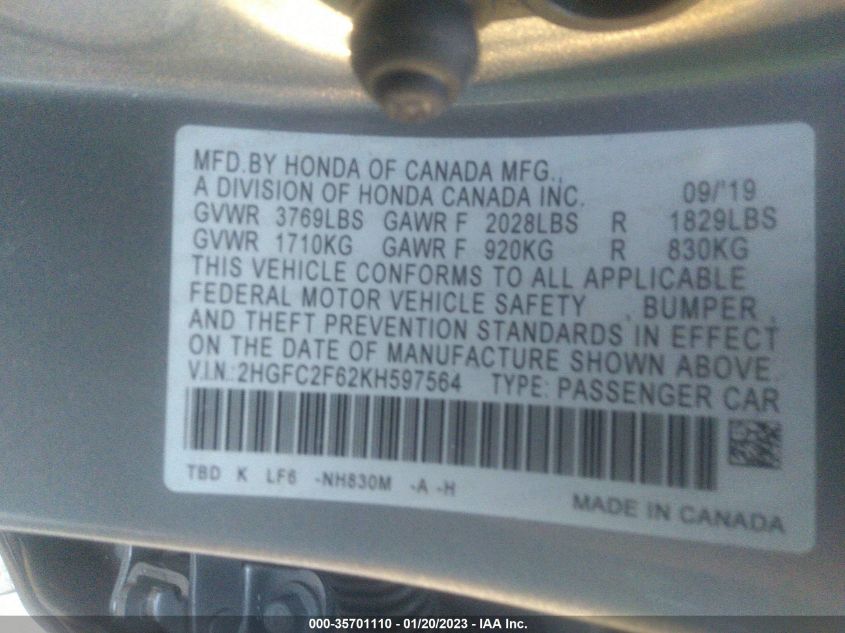 MFD.BY HONDA OF CANADA MFG.,
A DIVISION OF HONDA CANADA INC. 09/'19
GVWR 3769LBS GAWR F 2028LBS R 1829LBS
GVWR 1710KG GAWR F 920KG R 830KG
THIS VEHICLE CONFORMS TO ALL APPLICABLE
FEDERAL MOTOR VEHICLE SAFETY , BUMPER ,
AND THEFT PREVENTION STANDARDS IN EFFECT
ON THE DATE OF MANUFACTURE SHOWN ABOVE.
V.I.N.:2HGFC2F62KH597564 TYPE: PASSENGER CAR
TBD K LF6 -NH830M -A -H
MADE IN CANADA
000-35701110 - 01/20/2023 - IAA Inc.